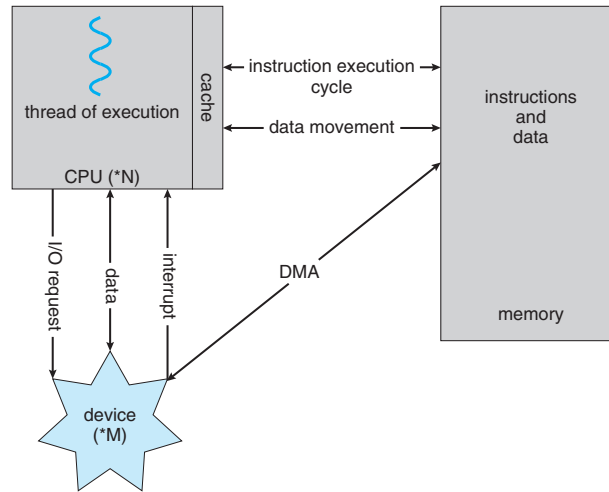 thread of execution
cache
CPU (*N)
instruction execution
cycle
data movement
instructions
and
data
memory
I/O request
data
interrupt
DMA
device
(*M)